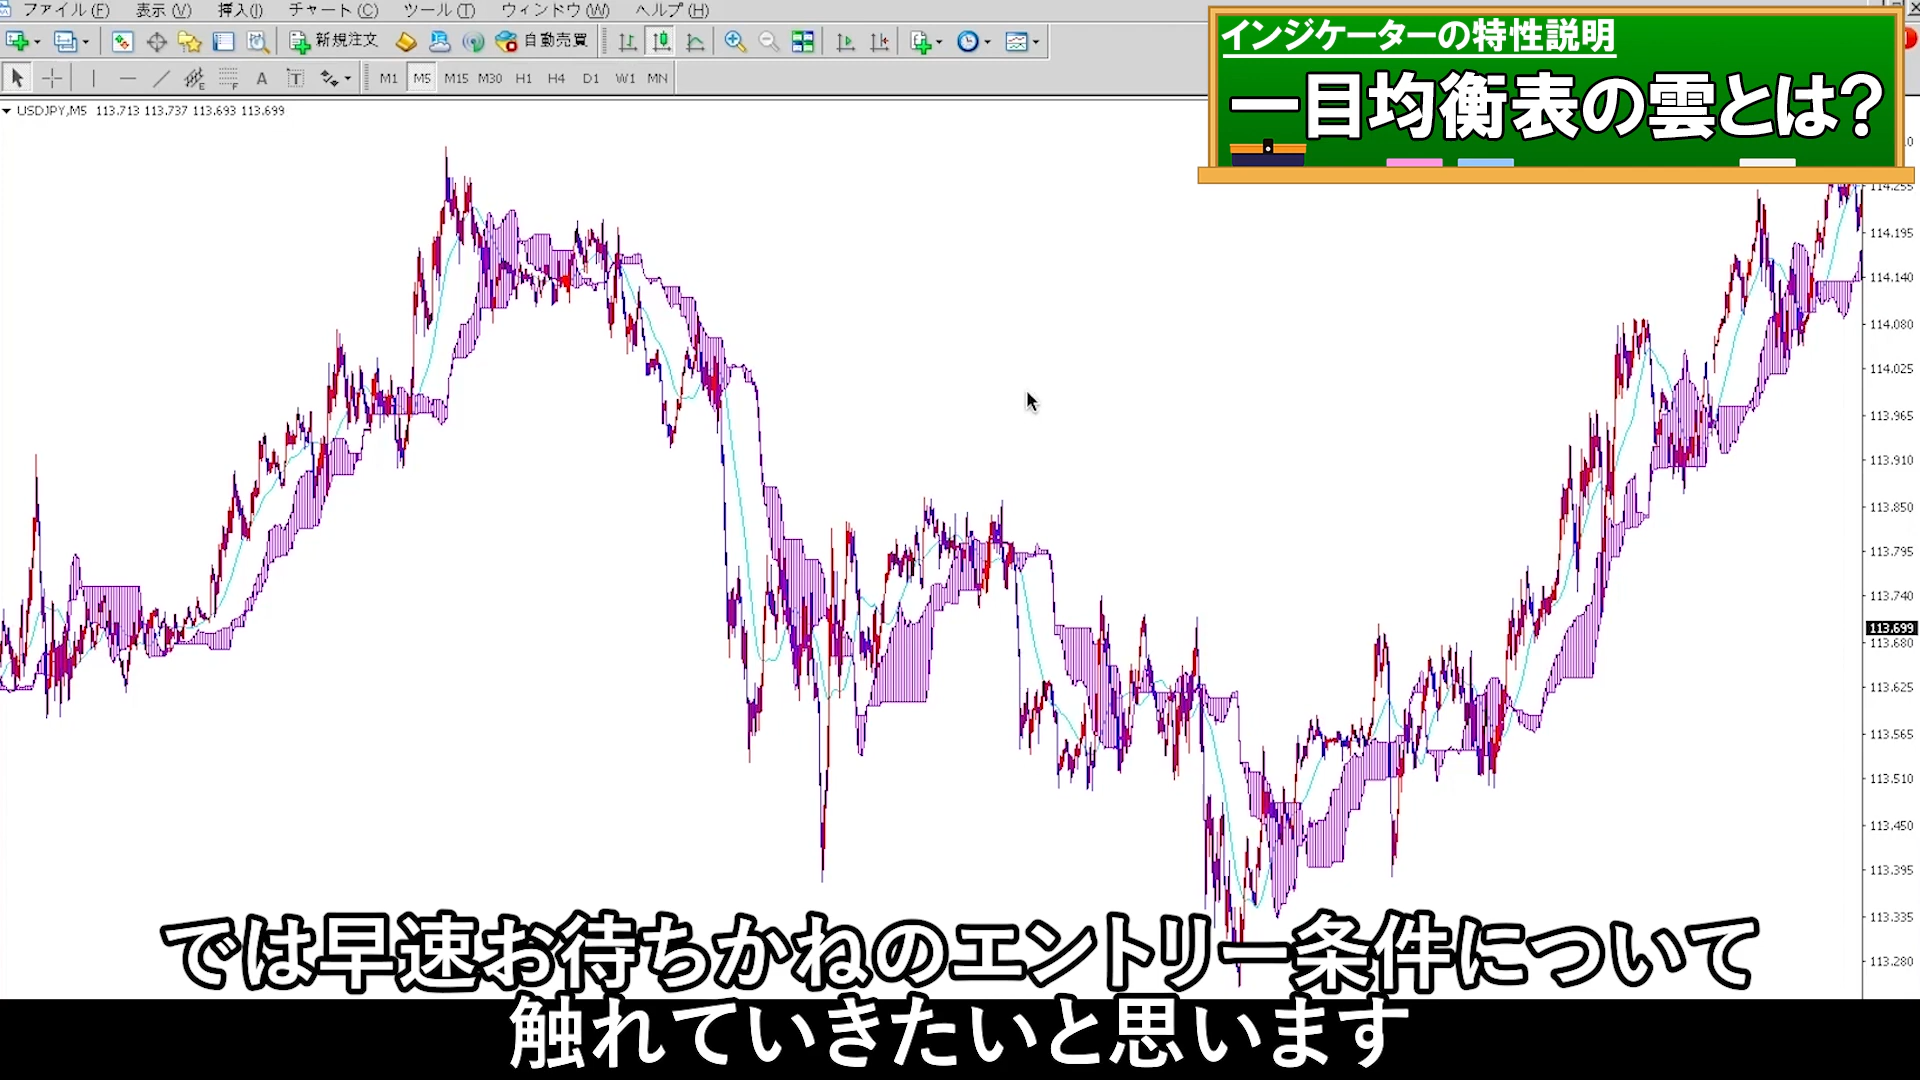 ファイル(F) 表示(V) 挿入(I) チャート(C) ツール(T) ウィンドウ(W) ヘルプ(H)
新規注文 自動売買
A T M1 M5 M15 M30 H1 H4 D1 W1 MN
USDJPY,M5 113.713 113.737 113.693 113.699
インジケーターの特性説明
一目均衡表の雲とは?
114.255
114.195
114.140
114.080
114.025
113.965
113.910
113.850
113.795
113.740
113.699
113.680
113.625
113.565
113.510
113.450
113.395
113.335
113.280
では早速お待ちかねのエントリー条件について
触れていきたいと思います